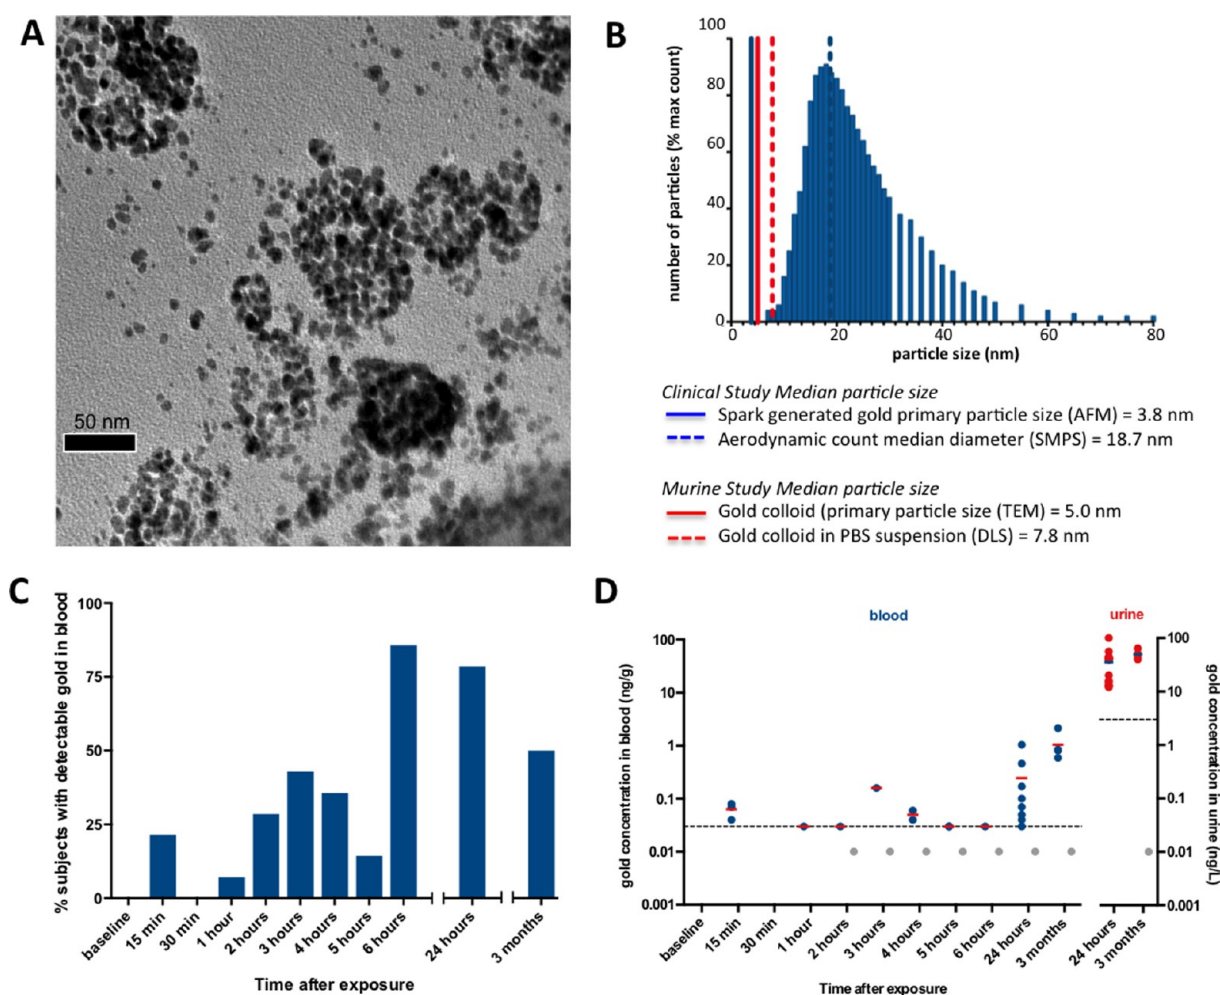 A
50 nm
B
number of particles (% max count)
100
80
60
40
20
0
0 20 40 60 80
particle size (nm)
Clinical Study Median particle size
Spark generated gold primary particle size (AFM) = 3.8 nm
Aerodynamic count median diameter (SMPS) = 18.7 nm
Murine Study Median particle size
Gold colloid (primary particle size (TEM) = 5.0 nm
Gold colloid in PBS suspension (DLS) = 7.8 nm
C
% subjects with detectable gold in blood
100
75
50
25
0
baseline
15 min
30 min
1 hour
2 hours
3 hours
4 hours
5 hours
6 hours
24 hours
3 months
Time after exposure
D
blood
urine
gold concentration in blood (ng/g)
100
10
1
0.1
0.01
0.001
baseline
15 min
30 min
1 hour
2 hours
3 hours
4 hours
5 hours
6 hours
24 hours
3 months
24 hours
3 months
100
10
1
0.1
0.01
0.001
gold concentration in urine (ng/L)
Time after exposure